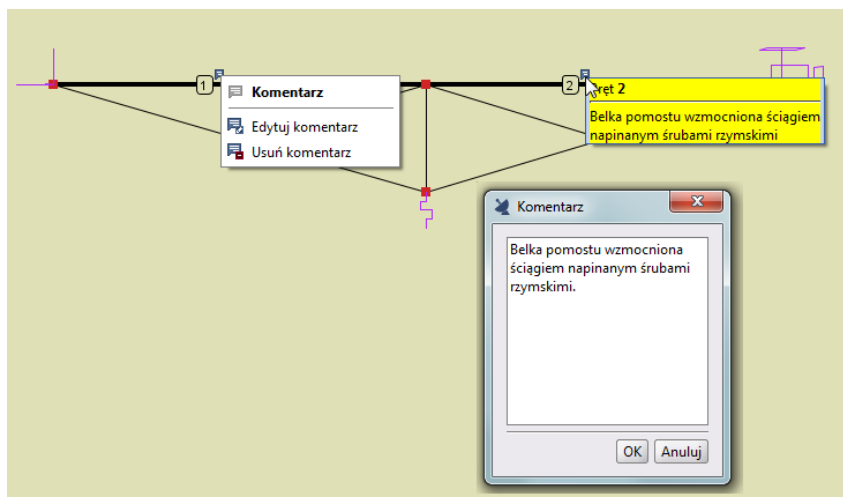 1
Komentarz
Edytuj komentarz
Usuń komentarz
2
Pręt 2
Belka pomostu wzmocniona ściągiem
napinanym śrubami rzymskimi
Komentarz
Belka pomostu wzmocniona
ściągiem napinanym śrubami
rzymskimi.
OK Anuluj